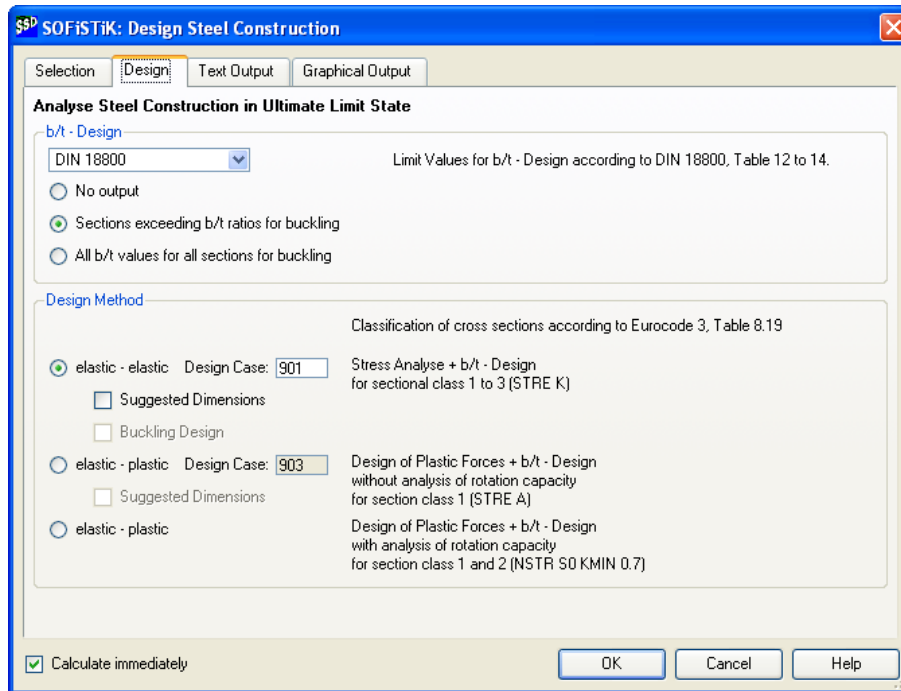 SSD SOFiSTiK: Design Steel Construction
Selection Design Text Output Graphical Output
Analyse Steel Construction in Ultimate Limit State
b/t - Design
DIN 18800 Limit Values for b/t - Design according to DIN 18800, Table 12 to 14.
No output
Sections exceeding b/t ratios for buckling
All b/t values for all sections for buckling
Design Method
Classification of cross sections according to Eurocode 3, Table 8.19
elastic - elastic Design Case: 901 Stress Analyse + b/t - Design
for sectional class 1 to 3 (STRE K)
Suggested Dimensions
Buckling Design
elastic - plastic Design Case: 903 Design of Plastic Forces + b/t - Design
without analysis of rotation capacity
Suggested Dimensions for section class 1 (STRE A)
elastic - plastic Design of Plastic Forces + b/t - Design
with analysis of rotation capacity
for section class 1 and 2 (NSTR S0 KMIN 0.7)
Calculate immediately OK Cancel Help